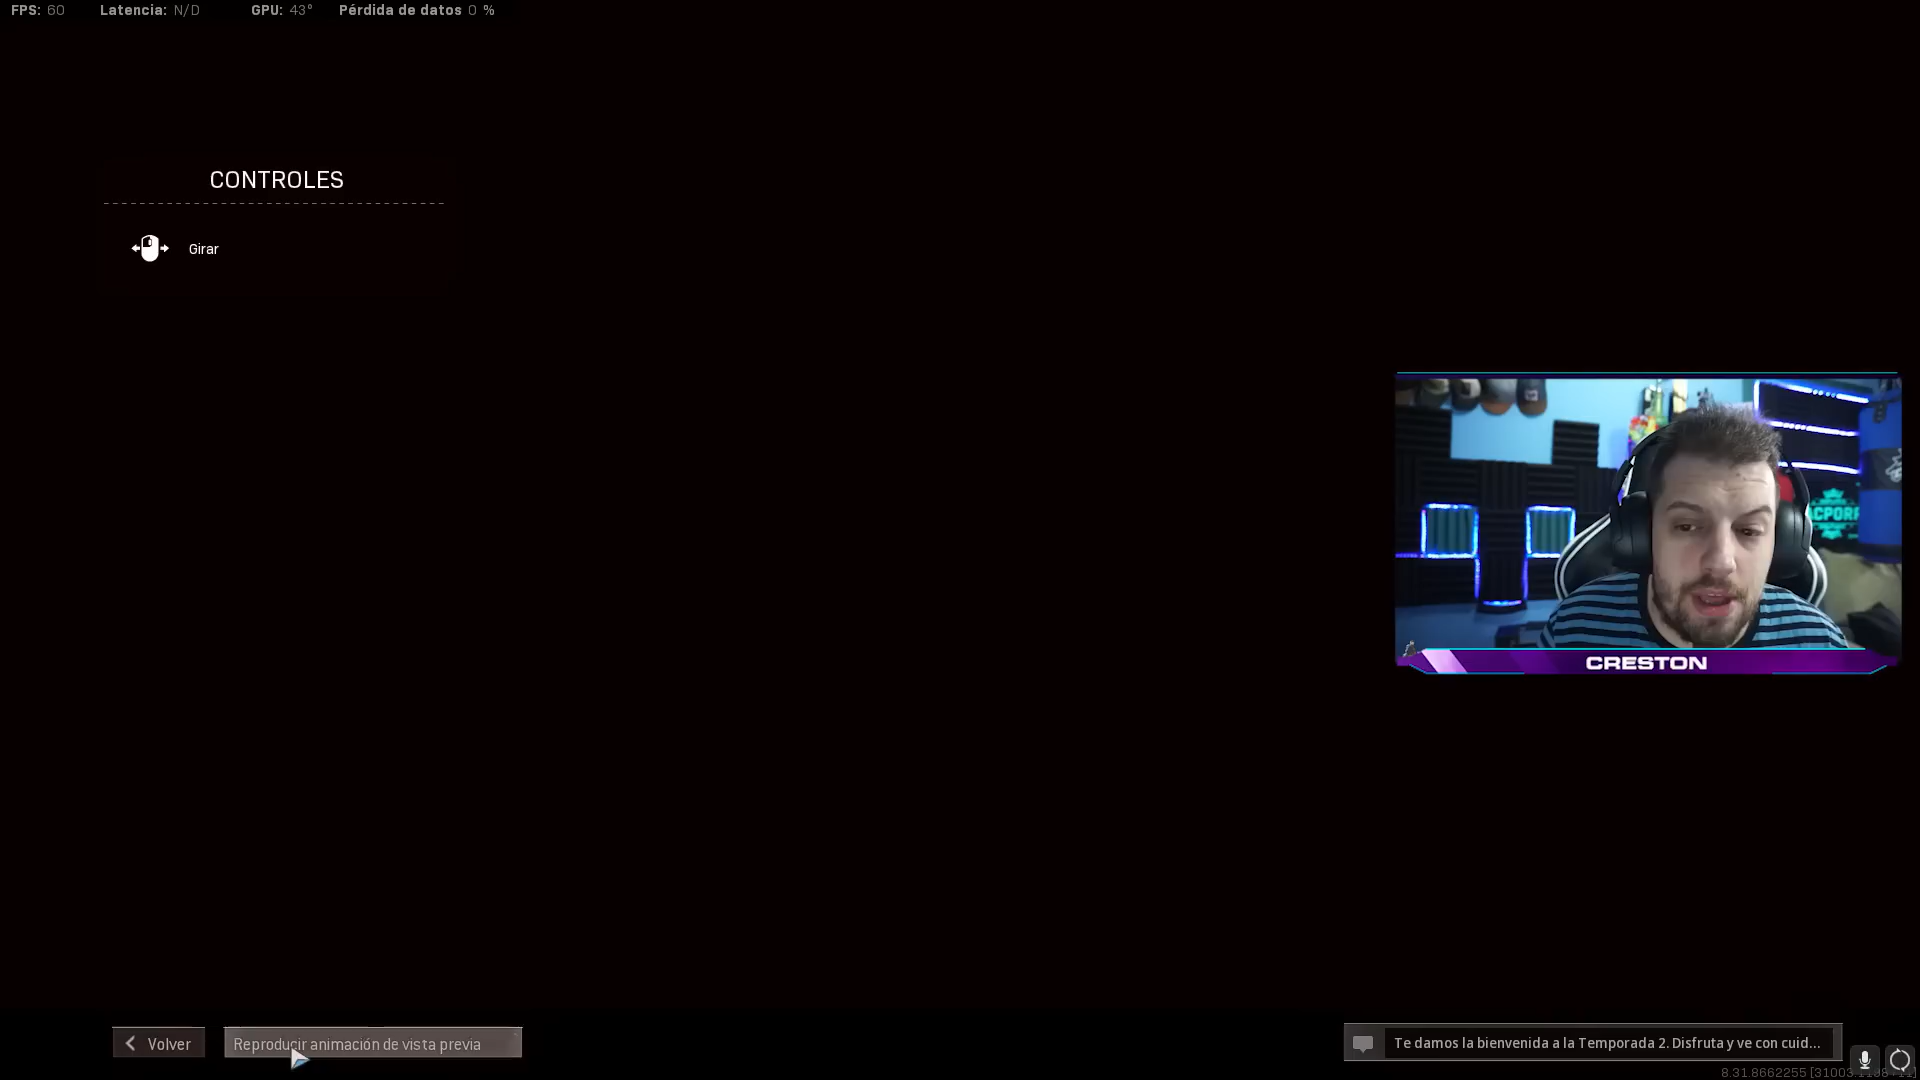 FPS: 60 Latencia: N/D GPU: 43° Pérdida de datos 0 %
CONTROLES
Girar
CRESTON
Volver
Reproducir animación de vista previa
Te damos la bienvenida a la Temporada 2. Disfruta y ve con cuid...